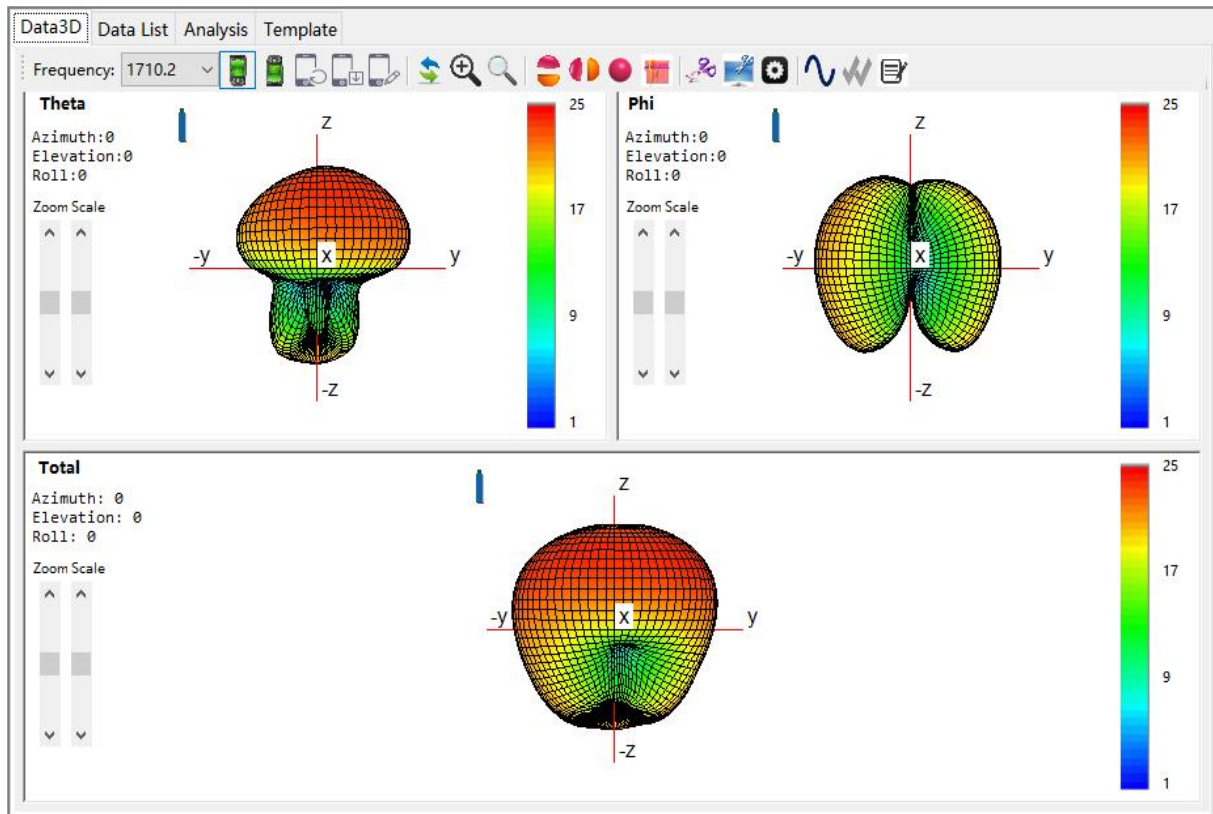 Data3D Data List Analysis Template
Frequency: 1710.2
Theta
Azimuth:0
Elevation:0
Roll:0
Zoom Scale
Z
-y
X
y
-Z
25
17
9
1
Phi
Azimuth:0
Elevation:0
Roll:0
Zoom Scale
Z
-y
X
y
-Z
25
17
9
1
Total
Azimuth: 0
Elevation: 0
Roll: 0
Zoom Scale
Z
-y
X
y
-Z
25
17
9
1